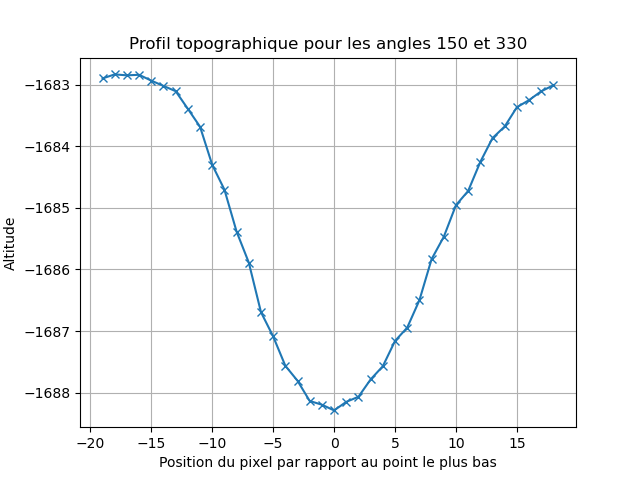 Profil topographique pour les angles 150 et 330
−1683
−1684
−1685
−1686
−1687
−1688
Altitude
−20 −15 −10 −5 0 5 10 15
Position du pixel par rapport au point le plus bas